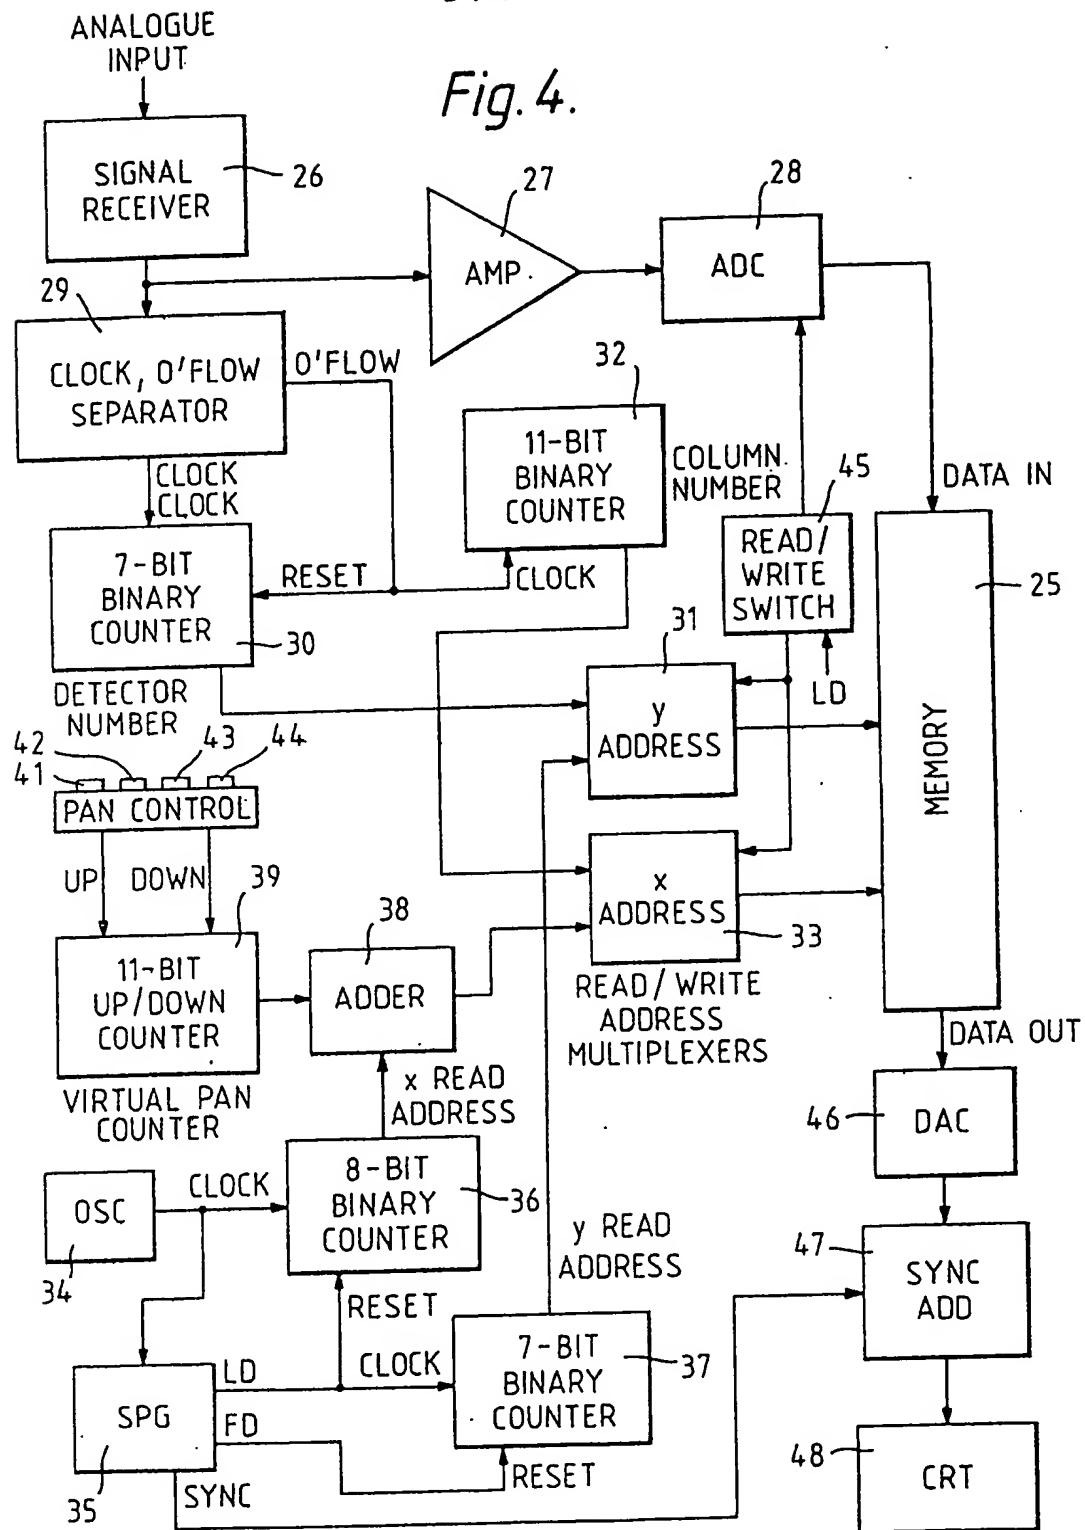 ANALOGUE
INPUT
Fig. 4.
SIGNAL
RECEIVER
26
27
AMP.
28
ADC
29
CLOCK, O'FLOW
SEPARATOR
O'FLOW
32
11-BIT
BINARY
COUNTER
COLUMN
NUMBER
45
DATA IN
CLOCK
CLOCK
7-BIT
BINARY
COUNTER
30
RESET
CLOCK
READ/
WRITE
SWITCH
LD
25
MEMORY
31
y
ADDRESS
DETECTOR
NUMBER
42
43
44
41
PAN CONTROL
UP
DOWN
39
11-BIT
UP/DOWN
COUNTER
VIRTUAL PAN
COUNTER
38
ADDER
x
ADDRESS
33
READ/WRITE
ADDRESS
MULTIPLEXERS
DATA OUT
x READ
ADDRESS
46
DAC
OSC
34
CLOCK
8-BIT
BINARY
COUNTER
36
y READ
ADDRESS
47
SYNC
ADD
RESET
SPG
35
LD
FD
SYNC
CLOCK
7-BIT
BINARY
COUNTER
37
RESET
48
CRT